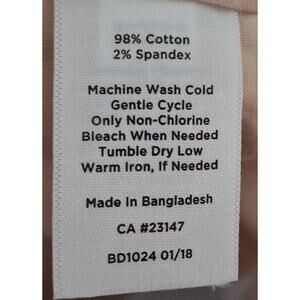 98% Cotton
2% Spandex
Machine Wash Cold
Gentle Cycle
Only Non-Chlorine
Bleach When Needed
Tumble Dry Low
Warm Iron, If Needed
Made In Bangladesh
CA #23147
BD1024 01/18